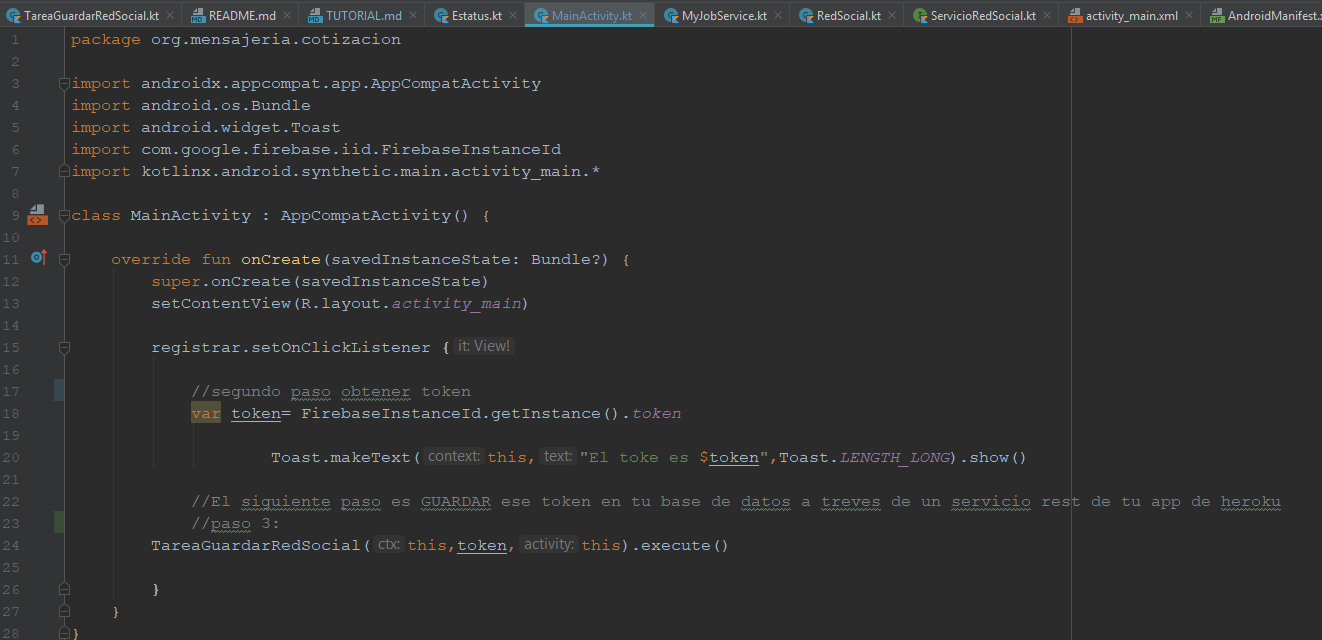 TareaGuardarRedSocial.kt README.md TUTORIAL.md Estatus.kt MainActivity.kt MyJobService.kt RedSocial.kt ServicioRedSocial.kt activity_main.xml AndroidManifest.x
1 package org.mensajeria.cotizacion
2
3 import androidx.appcompat.app.AppCompatActivity
4 import android.os.Bundle
5 import android.widget.Toast
6 import com.google.firebase.iid.FirebaseInstanceId
7 import kotlinx.android.synthetic.main.activity_main.*
8
9 class MainActivity : AppCompatActivity() {
10
11 override fun onCreate(savedInstanceState: Bundle?) {
12 super.onCreate(savedInstanceState)
13 setContentView(R.layout.activity_main)
14
15 registrar.setOnClickListener { it: View!
16
17 //segundo paso obtener token
18 var token= FirebaseInstanceId.getInstance().token
19
20 Toast.makeText( context: this, text: "El toke es $token",Toast.LENGTH_LONG).show()
21
22 //El siguiente paso es GUARDAR ese token en tu base de datos a treves de un servicio rest de tu app de heroku
23 //paso 3:
24 TareaGuardarRedSocial( ctx: this,token, activity: this).execute()
25
26 }
27 }
28 }